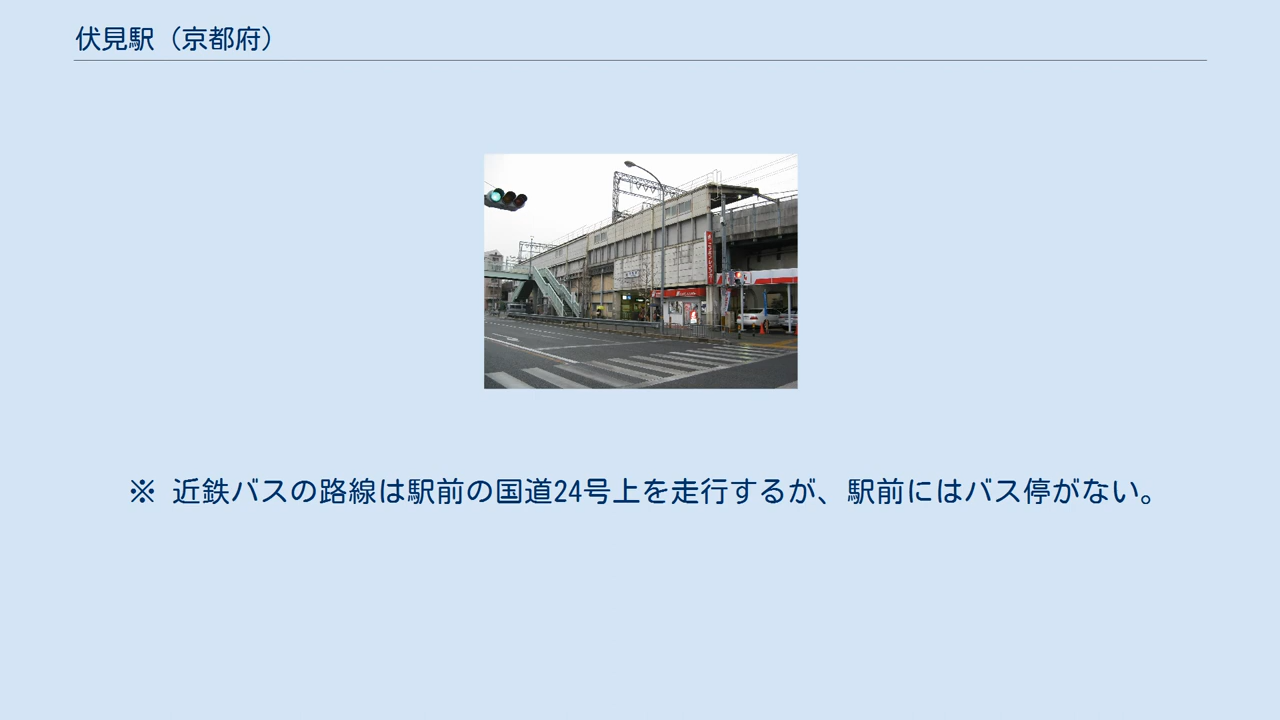 伏見駅（京都府）
※ 近鉄バスの路線は駅前の国道24号上を走行するが、駅前にはバス停がない。